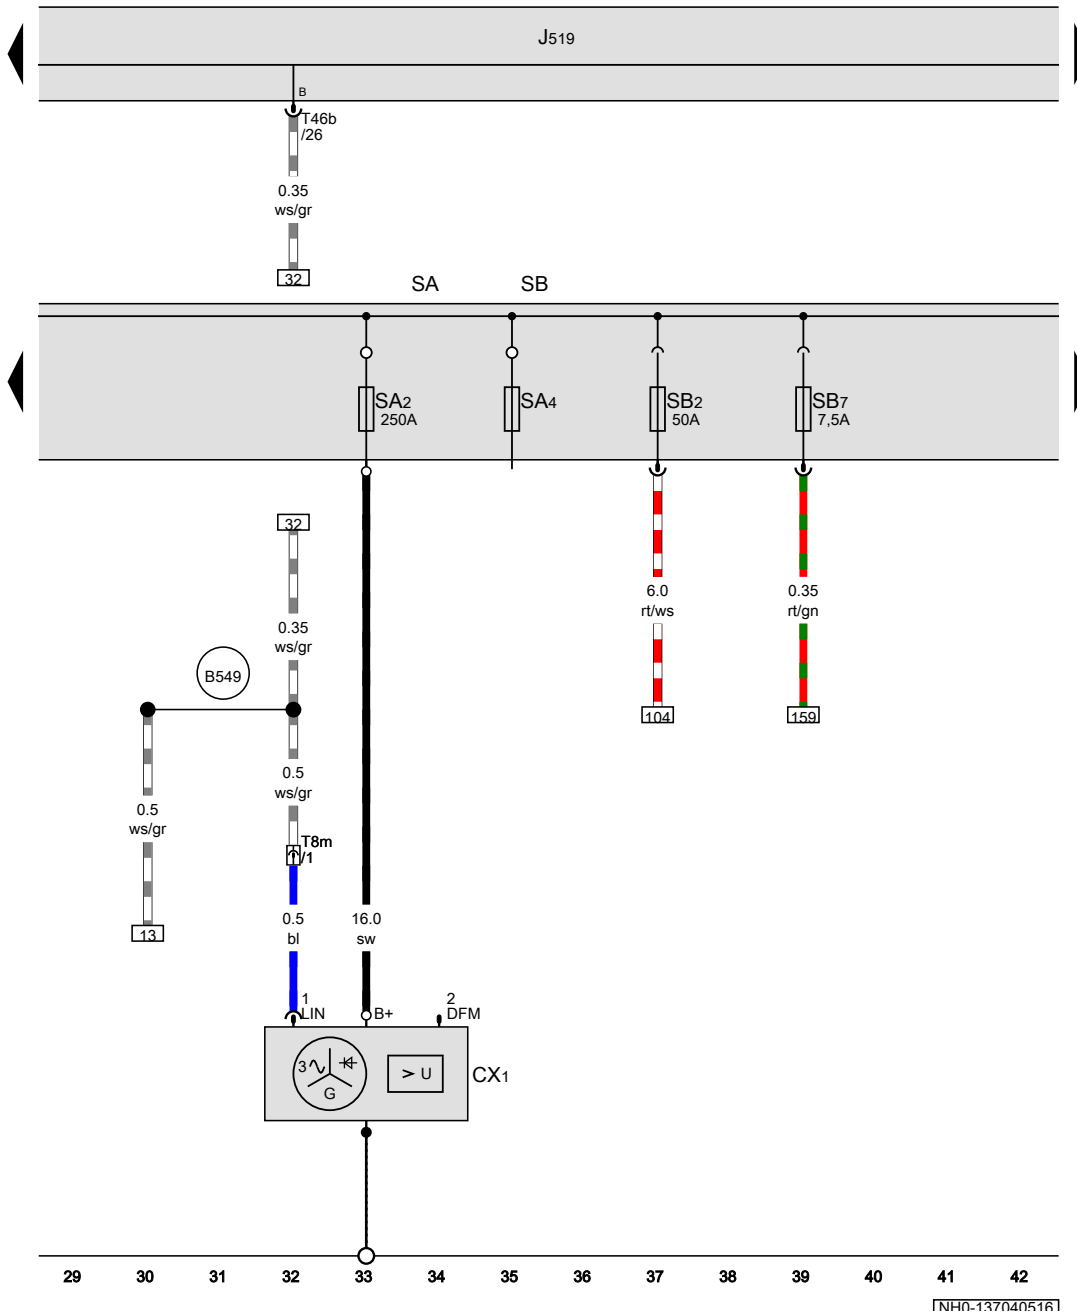 J519
B
T46b
/26
0.35
ws/gr
32
SA SB
SA2
250A
SA4
SB2
50A
SB7
7,5A
32
0.35
ws/gr
B549
6.0
rt/ws
104
0.35
rt/gn
159
0.5
ws/gr
0.5
ws/gr
T8m
/1
13
0.5
bl
16.0
sw
1
LIN
B+
2
DFM
3
G
> U
CX1
29 30 31 32 33 34 35 36 37 38 39 40 41 42
NH0-137040516